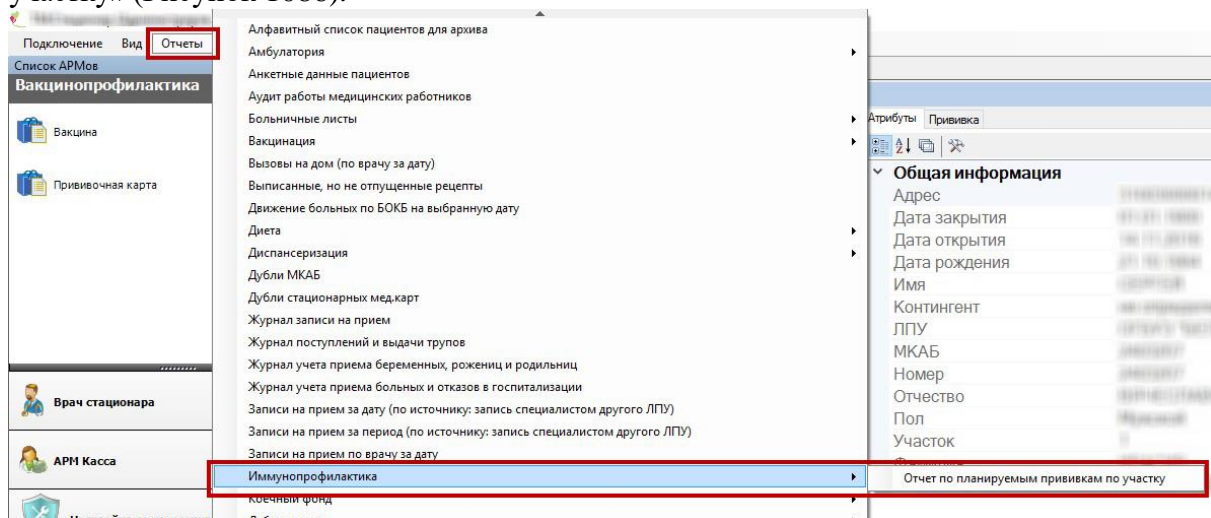 Подключение Вид Отчеты
Список АРМов
Вакцинопрофилактика
Вакцина
Прививочная карта
Врач стационара
АРМ Касса
Алфавитный список пациентов для архива
Амбулатория
Анкетные данные пациентов
Аудит работы медицинских работников
Больничные листы
Вакцинация
Вызовы на дом (по врачу за дату)
Выписанные, но не отпущенные рецепты
Движение больных по БОКБ на выбранную дату
Диета
Диспансеризация
Дубли МКАБ
Дубли стационарных мед.карт
Журнал записи на прием
Журнал поступлений и выдачи трупов
Журнал учета приема беременных, рожениц и родильниц
Журнал учета приема больных и отказов в госпитализации
Записи на прием за дату (по источнику: запись специалистом другого ЛПУ)
Записи на прием за период (по источнику: запись специалистом другого ЛПУ)
Записи на прием по врачу за дату
Иммунопрофилактика
Коечный фонд
Атрибуты Прививка
Общая информация
Адрес
Дата закрытия
Дата открытия
Дата рождения
Имя
Контингент
ЛПУ
МКАБ
Номер
Отчество
Пол
Участок
Отчет по планируемым прививкам по участку